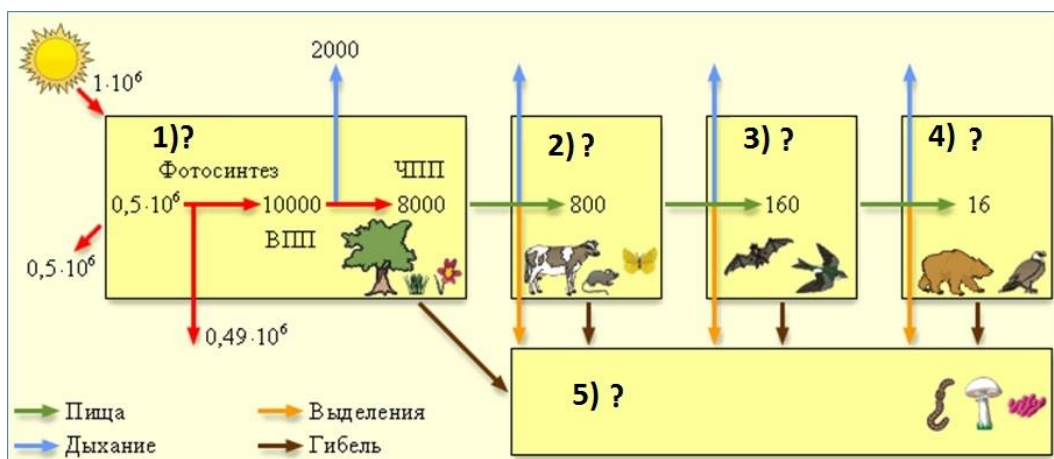 2000
1·10⁶
1)?
2) ?
3) ?
4) ?
Фотосинтез
ЧПП
0,5·10⁶
10000
8000
800
160
16
ВПП
0,5·10⁶
0,49·10⁶
5) ?
Пища
Выделения
Дыхание
Гибель